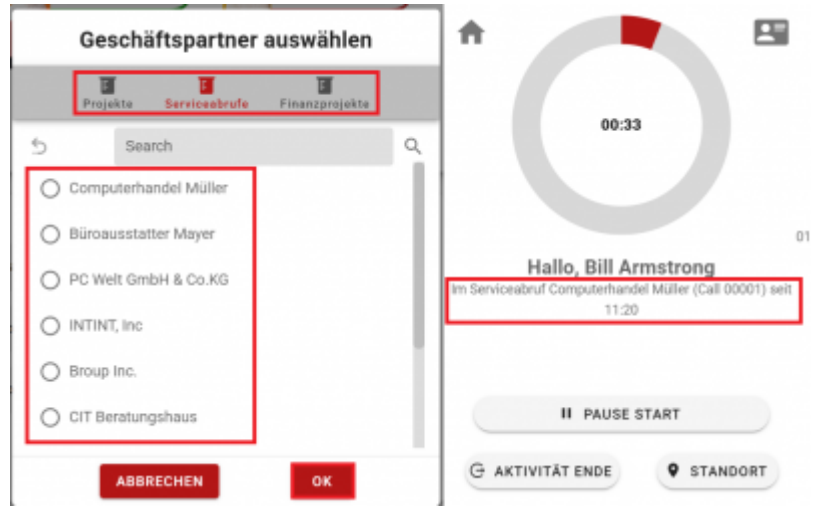 Geschäftspartner auswählen
Projekte Serviceabrufe Finanzprojekte
Search
Computerhandel Müller
Büroausstatter Mayer
PC Welt GmbH & Co.KG
INTINT, Inc
Broup Inc.
CIT Beratungshaus
ABBRECHEN OK
00:33
01
Hallo, Bill Armstrong
Im Serviceabruf Computerhandel Müller (Call 00001) seit
11:20
PAUSE START
AKTIVITÄT ENDE STANDORT